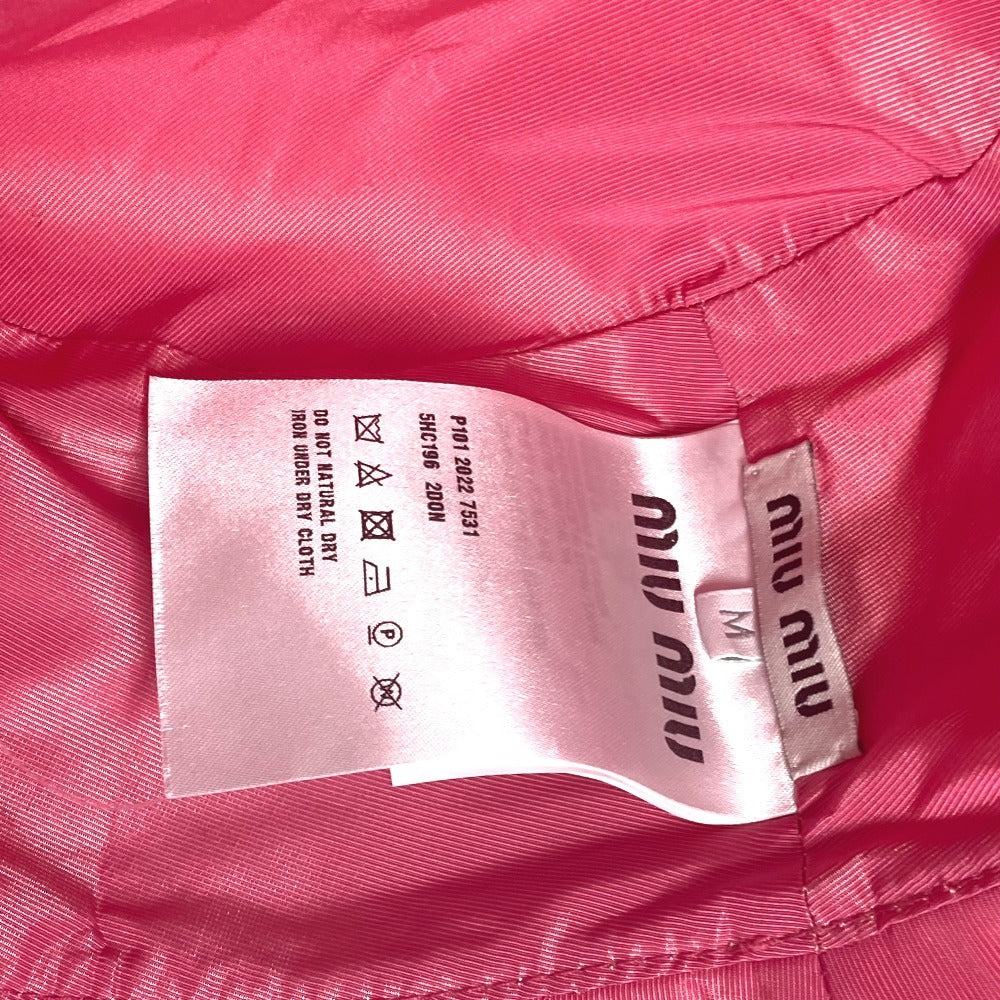 miu miu
miu miu
M
P101 2022 7531
5HC196 2D0N
P
DO NOT NATURAL DRY
IRON UNDER DRY CLOTH